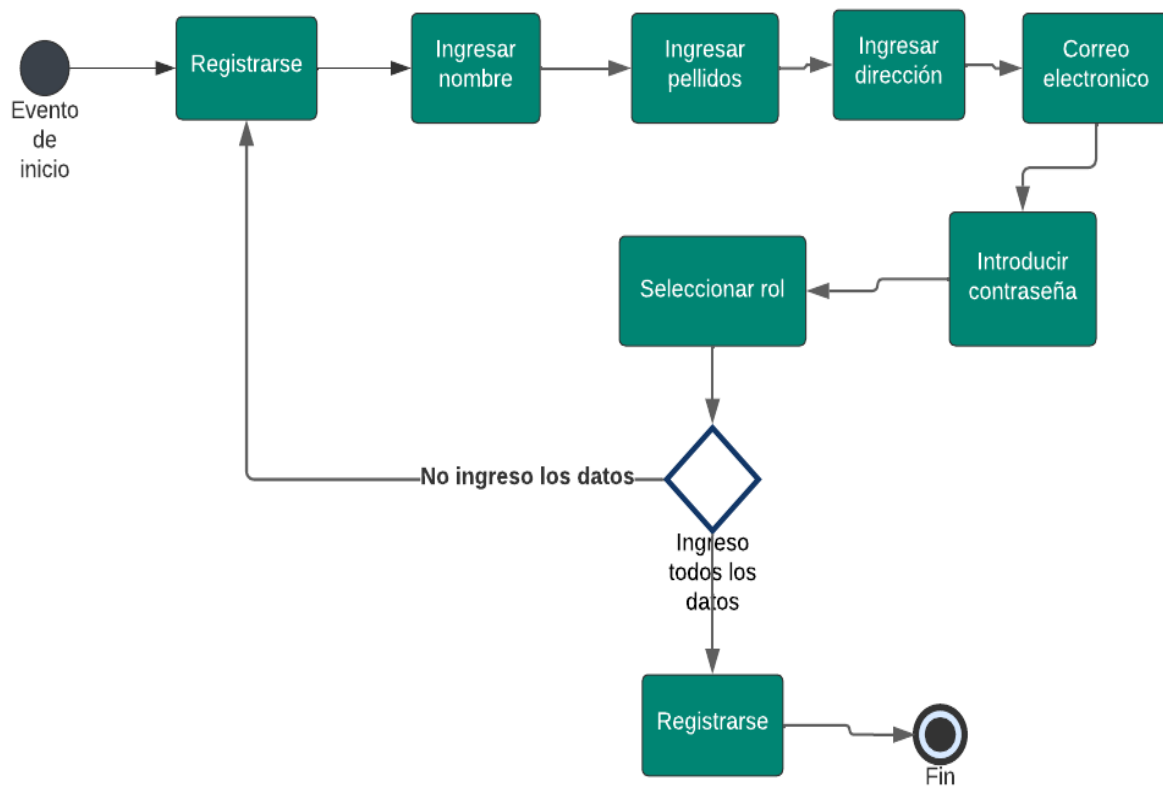 Evento
de
inicio
Registrarse
Ingresar
nombre
Ingresar
pellidos
Ingresar
dirección
Correo
electronico
Introducir
contraseña
Seleccionar rol
No ingreso los datos
Ingreso
todos los
datos
Registrarse
Fin